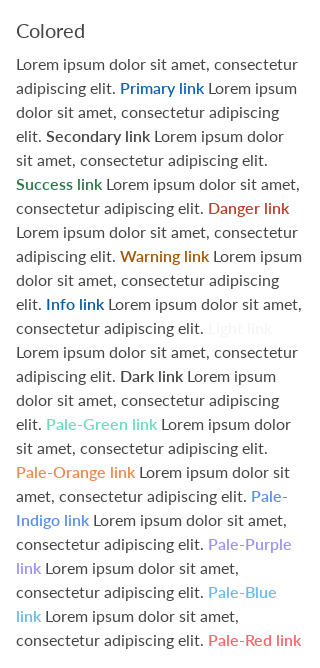 Colored
Lorem ipsum dolor sit amet, consectetur
adipiscing elit. Primary link Lorem ipsum
dolor sit amet, consectetur adipiscing
elit. Secondary link Lorem ipsum dolor
sit amet, consectetur adipiscing elit.
Success link Lorem ipsum dolor sit amet,
consectetur adipiscing elit. Danger link
Lorem ipsum dolor sit amet, consectetur
adipiscing elit. Warning link Lorem ipsum
dolor sit amet, consectetur adipiscing
elit. Info link Lorem ipsum dolor sit amet,
consectetur adipiscing elit. Light link
Lorem ipsum dolor sit amet, consectetur
adipiscing elit. Dark link Lorem ipsum
dolor sit amet, consectetur adipiscing
elit. Pale-Green link Lorem ipsum dolor
sit amet, consectetur adipiscing elit.
Pale-Orange link Lorem ipsum dolor sit
amet, consectetur adipiscing elit. Pale-
Indigo link Lorem ipsum dolor sit amet,
consectetur adipiscing elit. Pale-Purple
link Lorem ipsum dolor sit amet,
consectetur adipiscing elit. Pale-Blue
link Lorem ipsum dolor sit amet,
consectetur adipiscing elit. Pale-Red link